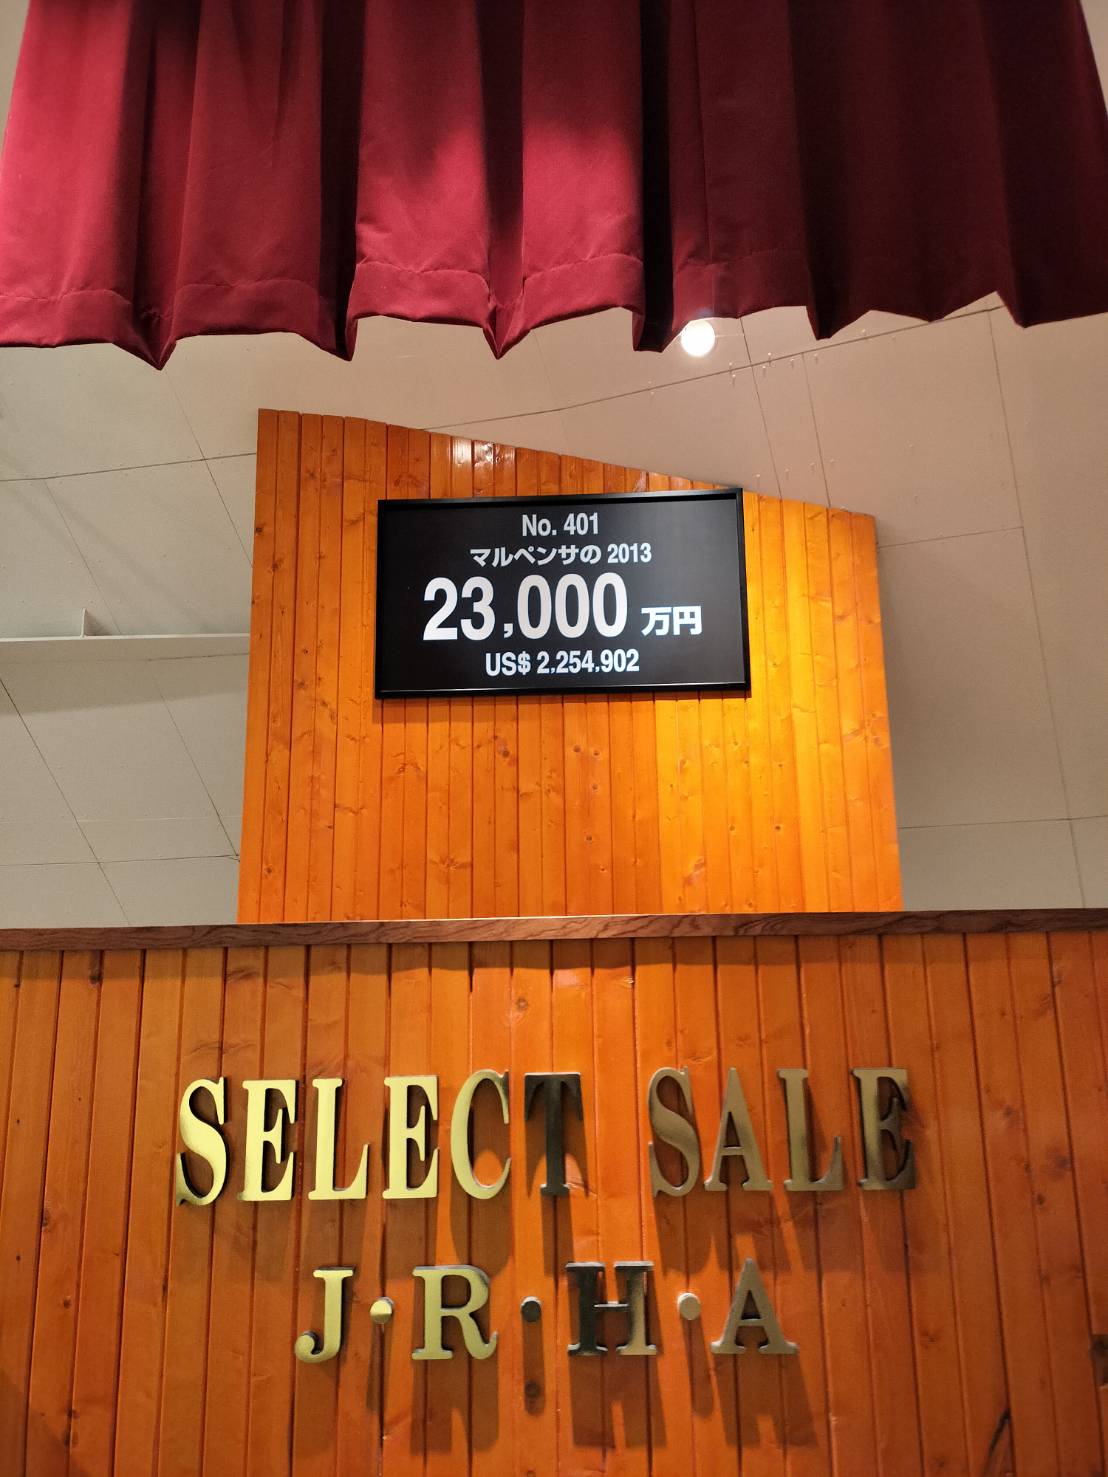 No. 401
マルペンサの 2013
23,000 万円
US$ 2,254,902
SELECT SALE
J·R·H·A